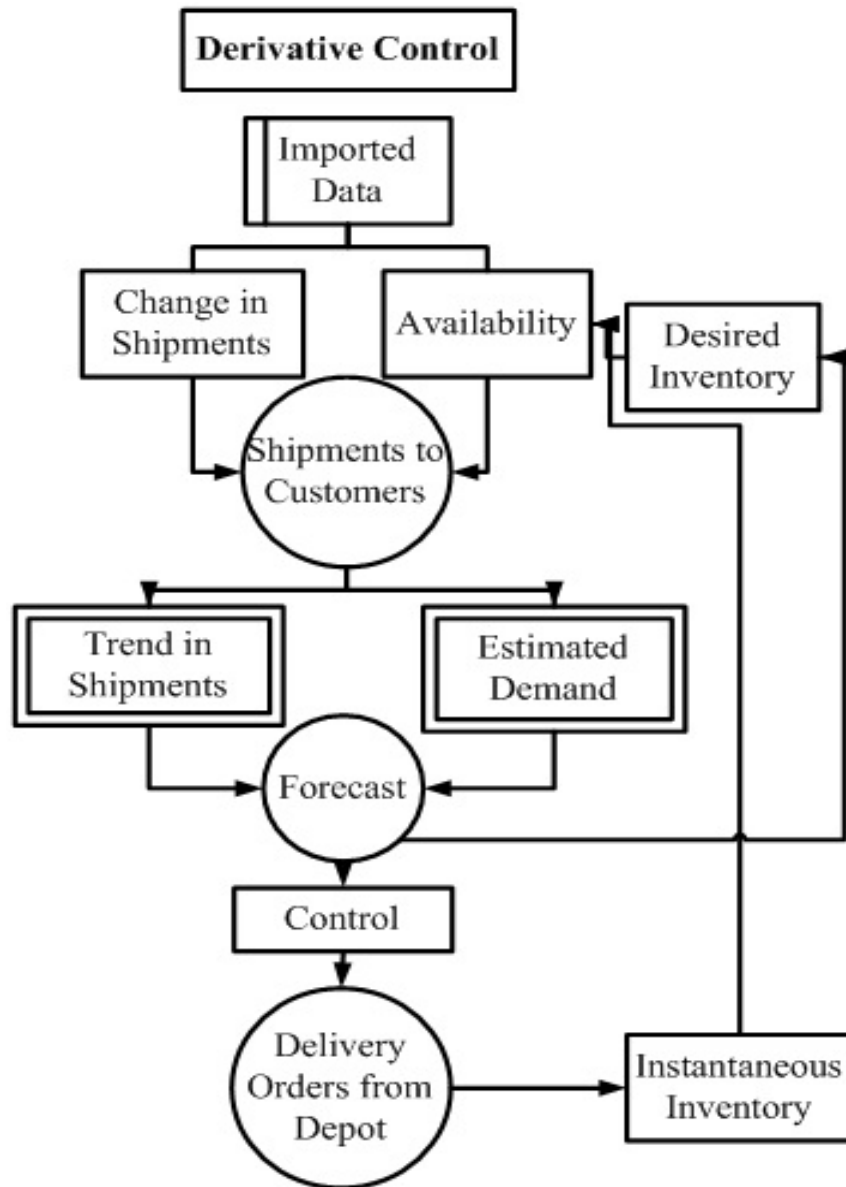 Derivative Control
Imported
Data
Change in
Shipments
Availability
Desired
Inventory
Shipments to
Customers
Trend in
Shipments
Estimated
Demand
Forecast
Control
Delivery
Orders from
Depot
Instantaneous
Inventory